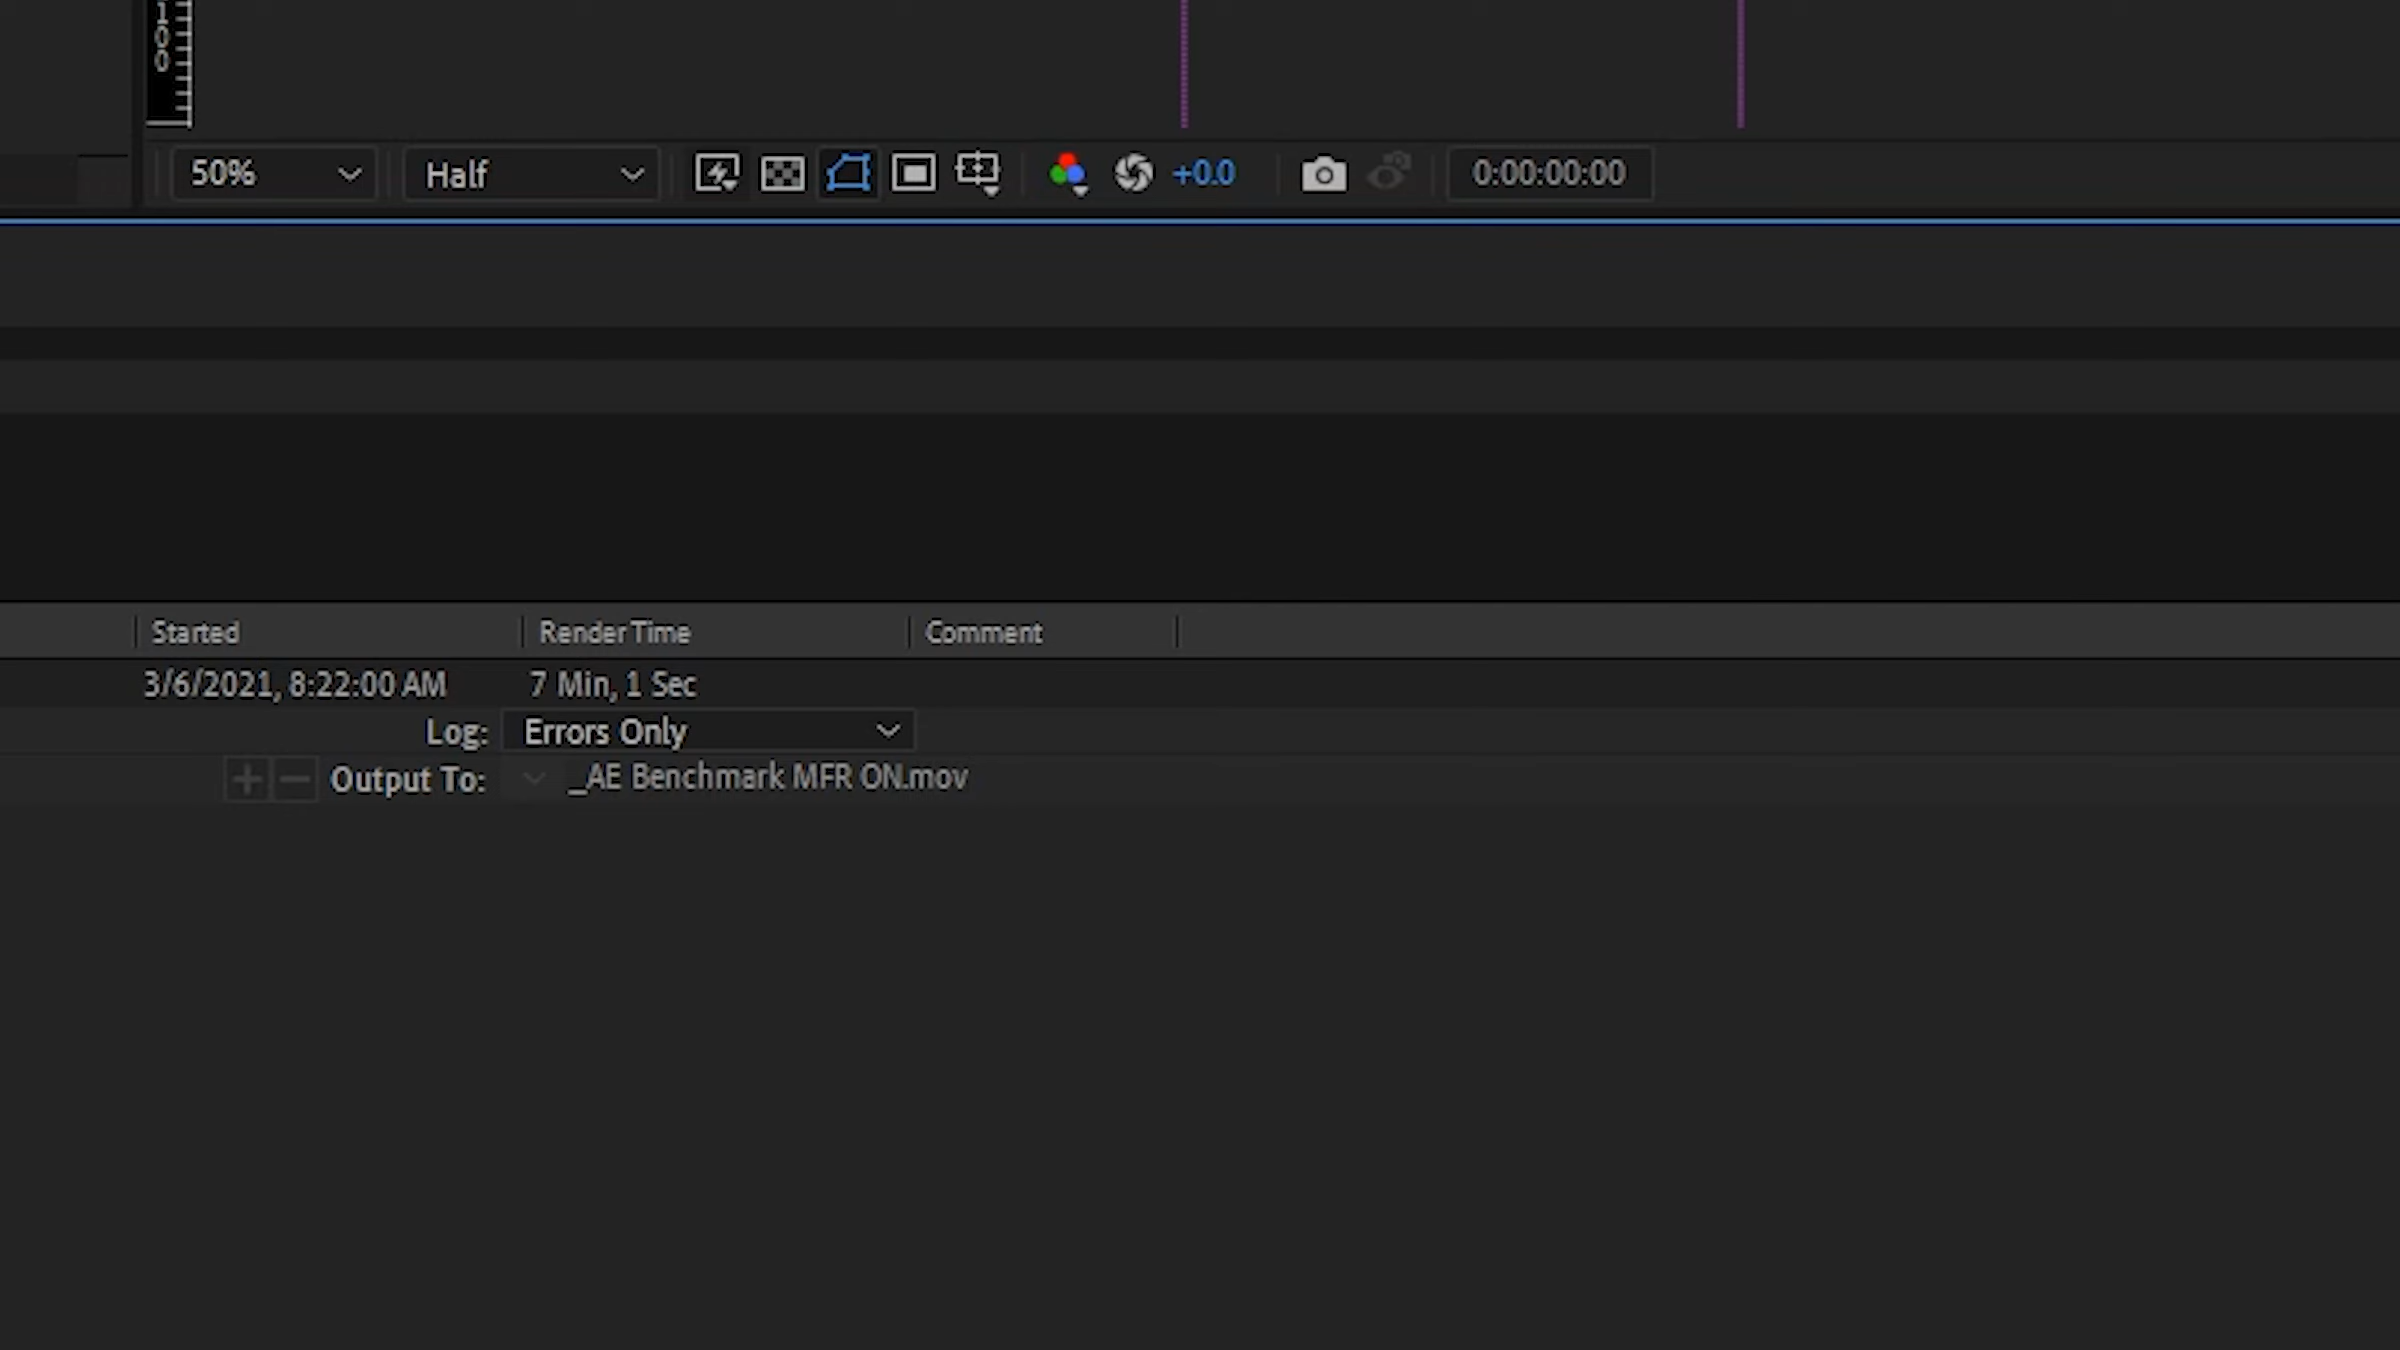 100
50% Half +0.0 0:00:00:00
Started Render Time Comment
3/6/2021, 8:22:00 AM 7 Min, 1 Sec
Log: Errors Only
Output To: _AE Benchmark MFR ON.mov